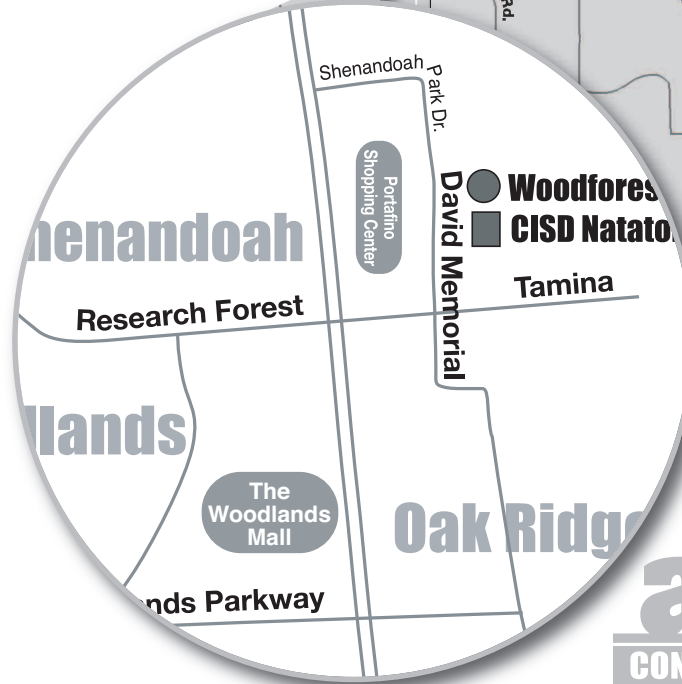 Rd.
Shenandoah
Park Dr.
Portafino
Shopping Center
David Memorial
Woodfores
CISD Natato
henandoah
Tamina
Research Forest
llands
The
Woodlands
Mall
Oak Ridge
nds Parkway
a
CON